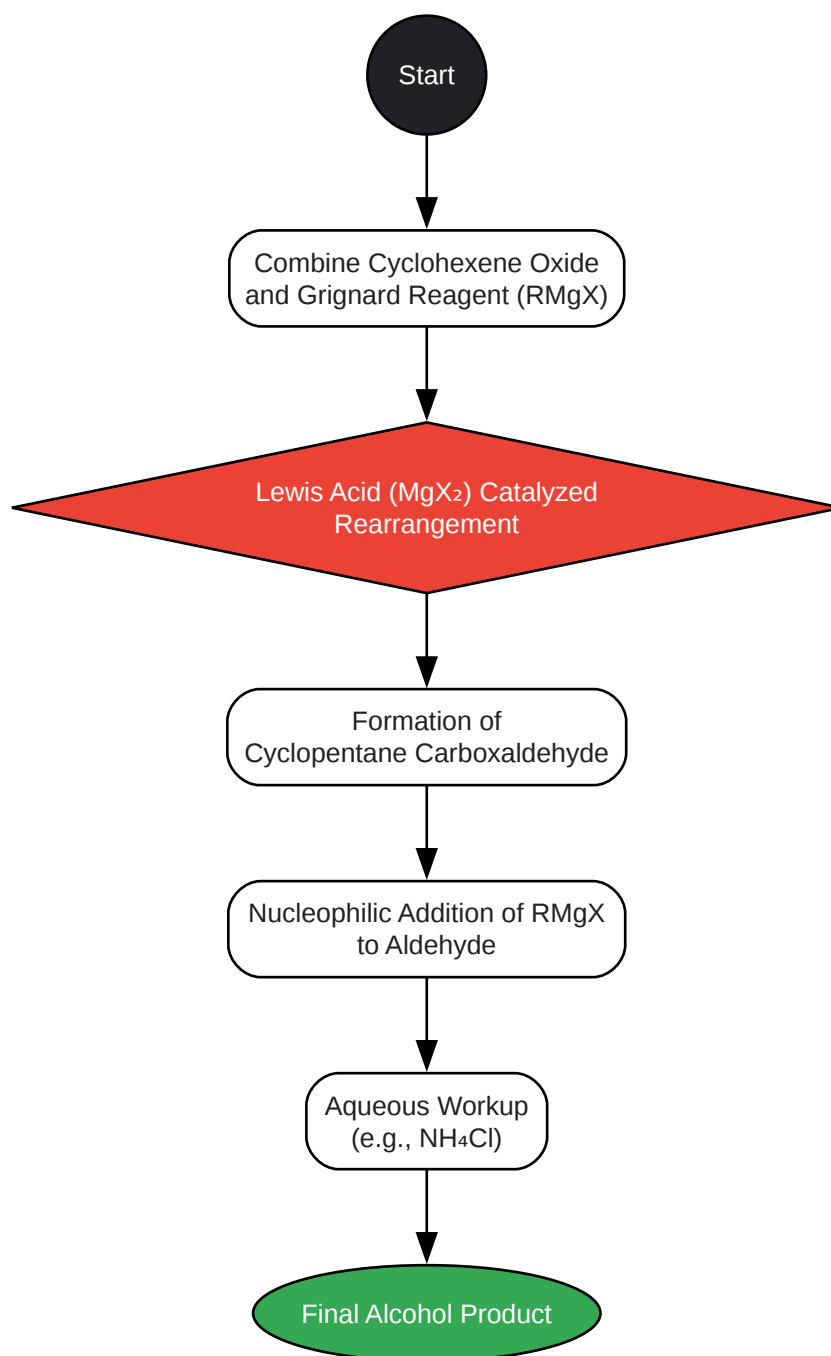 Start
Combine Cyclohexene Oxide
and Grignard Reagent (RMgX)
Lewis Acid (MgX₂) Catalyzed
Rearrangement
Formation of
Cyclopentane Carboxaldehyde
Nucleophilic Addition of RMgX
to Aldehyde
Aqueous Workup
(e.g., NH₄Cl)
Final Alcohol Product